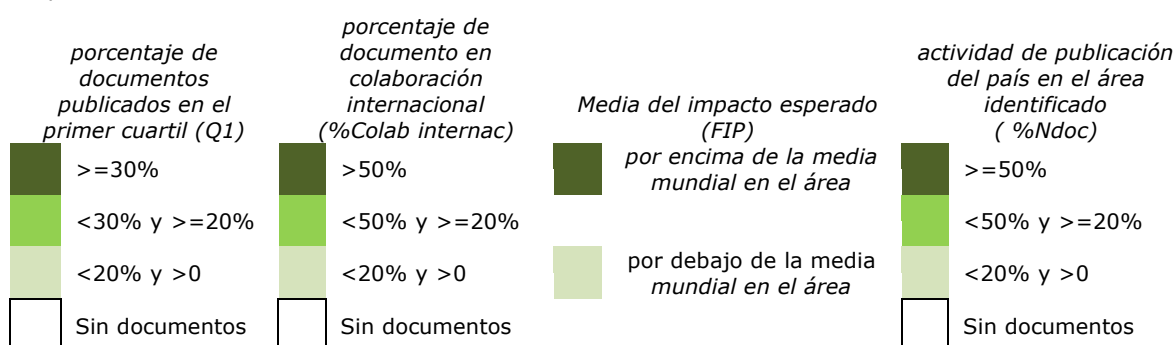 porcentaje de
documentos
publicados en el
primer cuartil (Q1)
>=30%
<30% y >=20%
<20% y >0
Sin documentos
porcentaje de
documento en
colaboración
internacional
(%Colab internac)
>50%
<50% y >=20%
<20% y >0
Sin documentos
Media del impacto esperado
(FIP)
por encima de la media
mundial en el área
por debajo de la media
mundial en el área
actividad de publicación
del país en el área
identificado
( %Ndoc)
>=50%
<50% y >=20%
<20% y >0
Sin documentos